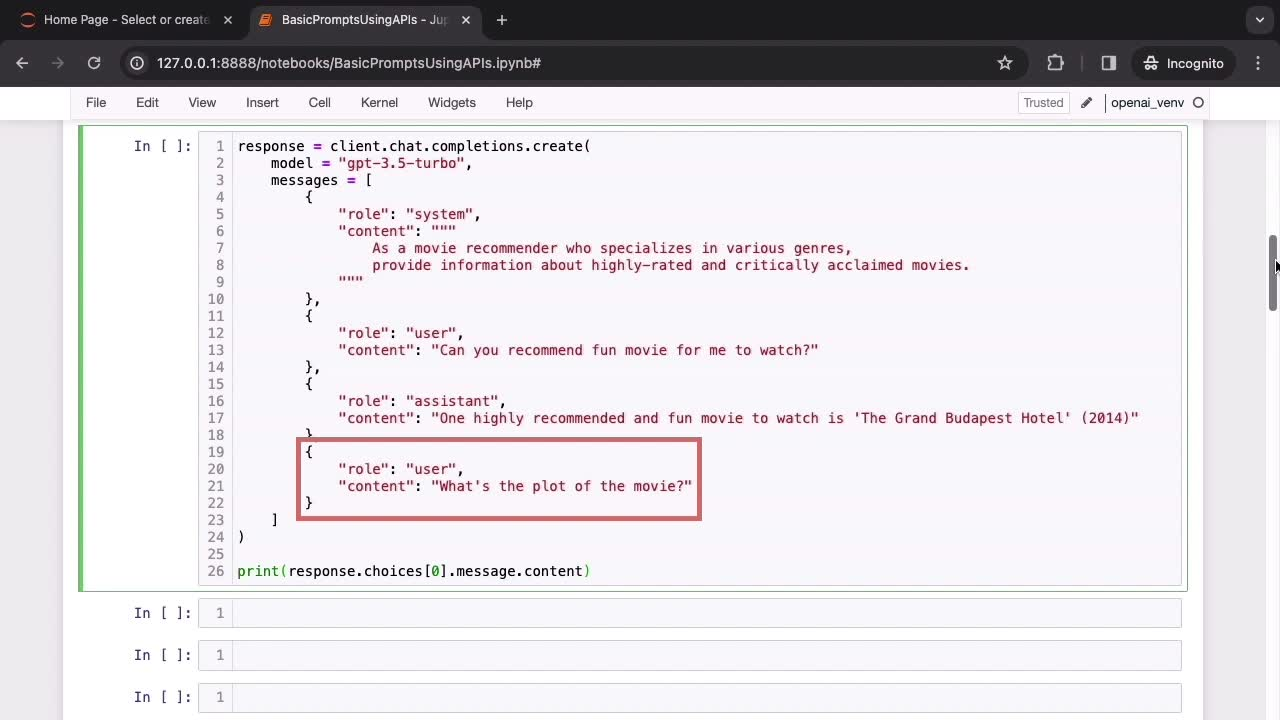 Home Page - Select or create
BasicPromptsUsingAPIs - Jup
127.0.0.1:8888/notebooks/BasicPromptsUsingAPIs.ipynb#
Incognito
File Edit View Insert Cell Kernel Widgets Help
Trusted openai_venv
In [ ]:
1 response = client.chat.completions.create(
2     model = "gpt-3.5-turbo",
3     messages = [
4         {
5             "role": "system",
6             "content": """
7                 As a movie recommender who specializes in various genres,
8                 provide information about highly-rated and critically acclaimed movies.
9             """
10         },
11         {
12             "role": "user",
13             "content": "Can you recommend fun movie for me to watch?"
14         },
15         {
16             "role": "assistant",
17             "content": "One highly recommended and fun movie to watch is 'The Grand Budapest Hotel' (2014)"
18         }
19         {
20             "role": "user",
21             "content": "What's the plot of the movie?"
22         }
23     ]
24 )
25
26 print(response.choices[0].message.content)
In [ ]: 1
In [ ]: 1
In [ ]: 1